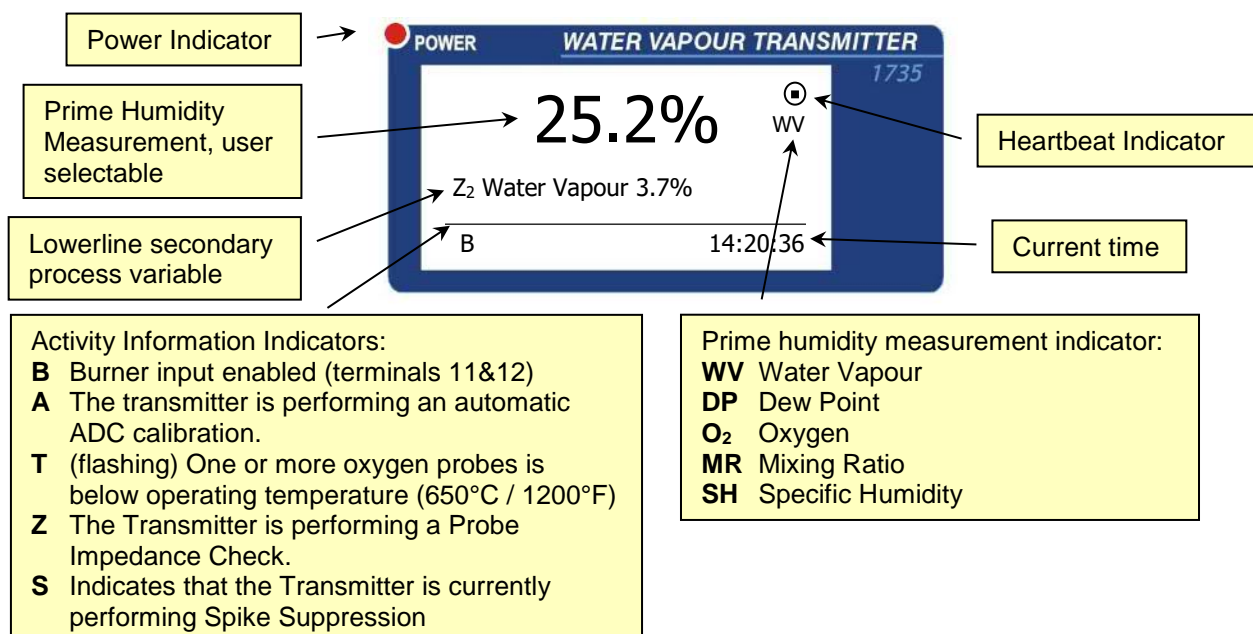 Power Indicator
POWER
WATER VAPOUR TRANSMITTER
1735
Prime Humidity
Measurement, user
selectable
25.2%
WV
Heartbeat Indicator
Z₂ Water Vapour 3.7%
Lowerline secondary
process variable
B
14:20:36
Current time
Activity Information Indicators:
B Burner input enabled (terminals 11&12)
A The transmitter is performing an automatic
ADC calibration.
T (flashing) One or more oxygen probes is
below operating temperature (650°C / 1200°F)
Z The Transmitter is performing a Probe
Impedance Check.
S Indicates that the Transmitter is currently
performing Spike Suppression
Prime humidity measurement indicator:
WV Water Vapour
DP Dew Point
O₂ Oxygen
MR Mixing Ratio
SH Specific Humidity